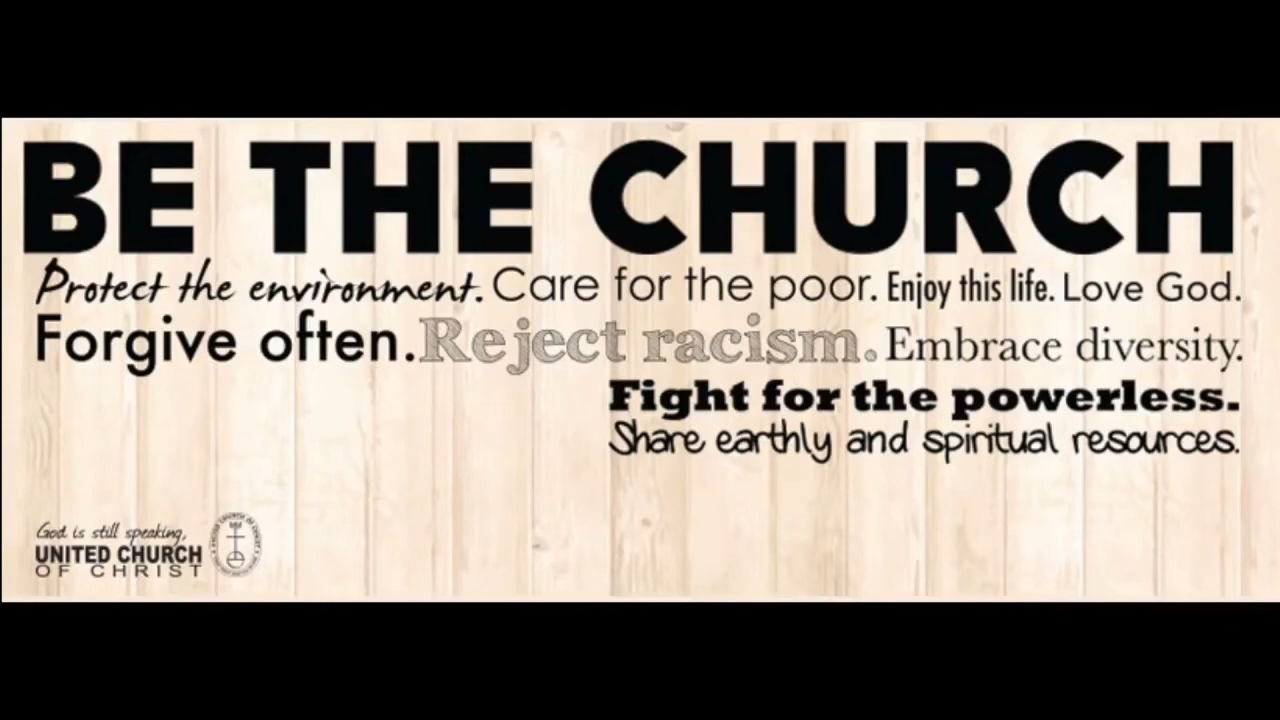 BE THE CHURCH
Protect the environment. Care for the poor. Enjoy this life. Love God.
Forgive often. Reject racism. Embrace diversity.
Fight for the powerless.
Share earthly and spiritual resources.
God is still speaking,
UNITED CHURCH
OF CHRIST